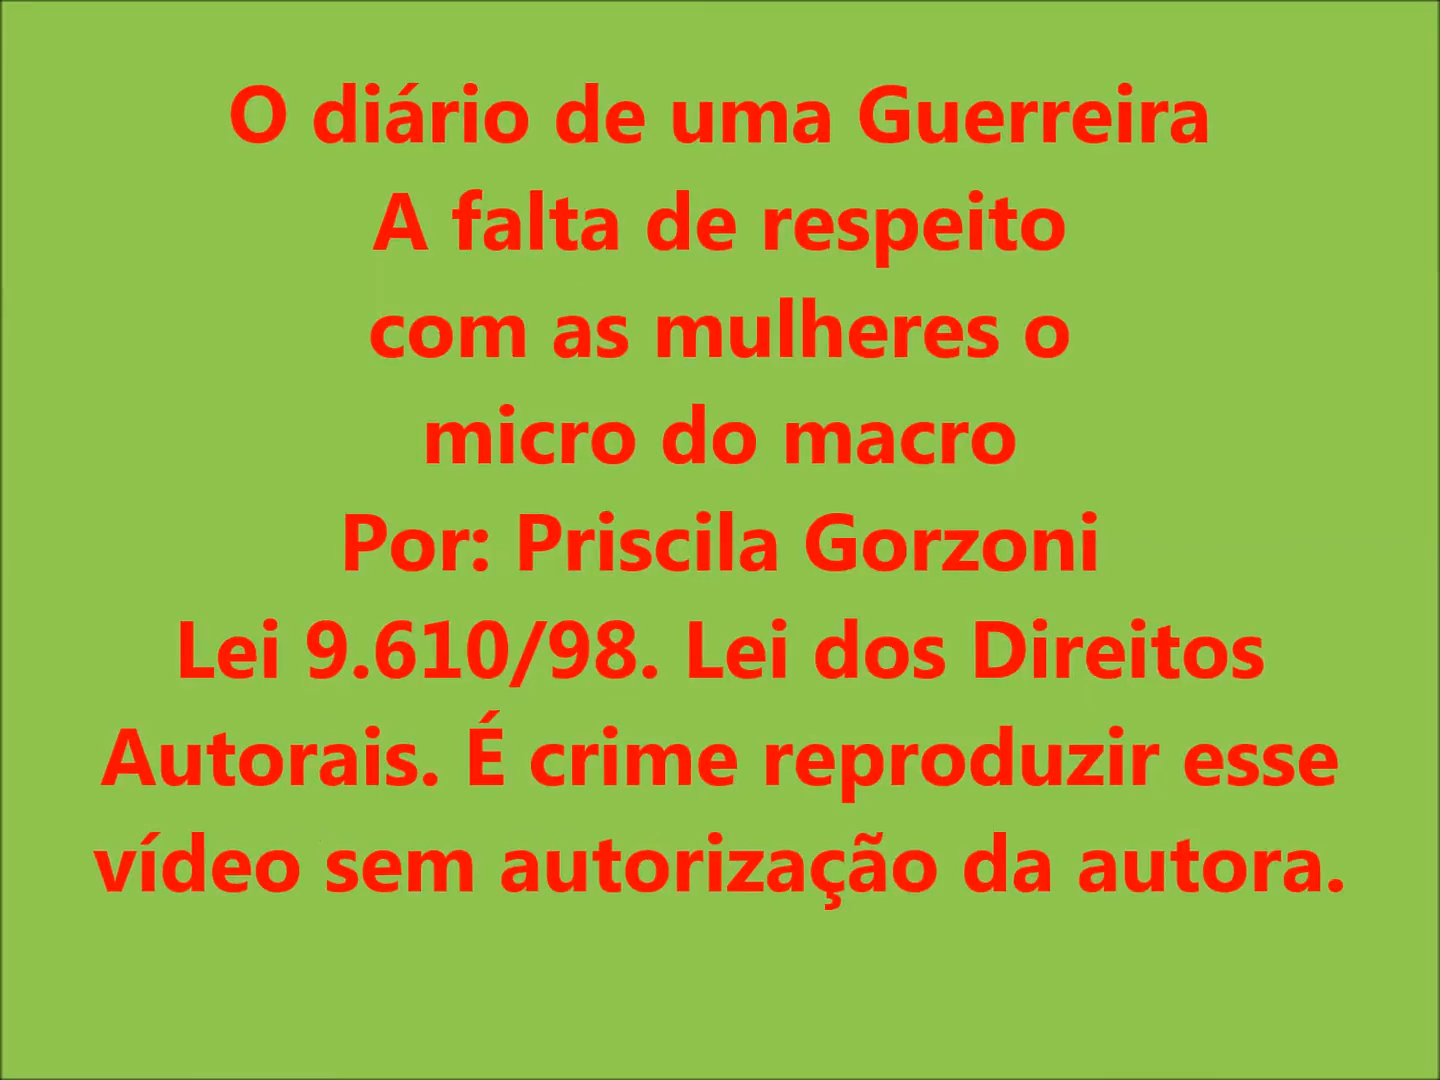 O diário de uma Guerreira
A falta de respeito
com as mulheres o
micro do macro
Por: Priscila Gorzoni
Lei 9.610/98. Lei dos Direitos
Autorais. É crime reproduzir esse
vídeo sem autorização da autora.